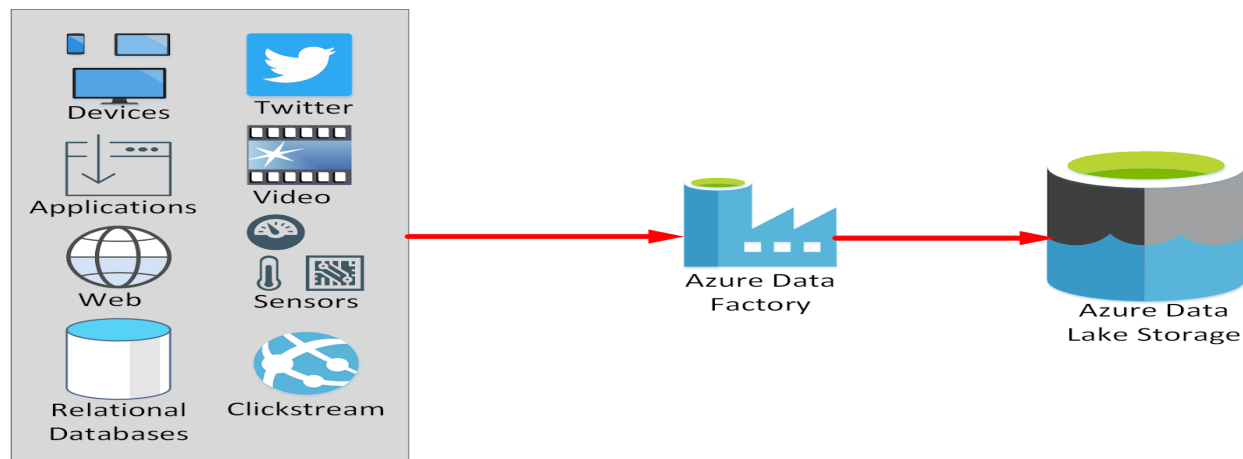 Devices
Twitter
Applications
Video
Web
Sensors
Relational
Databases
Clickstream
Azure Data
Factory
Azure Data
Lake Storage